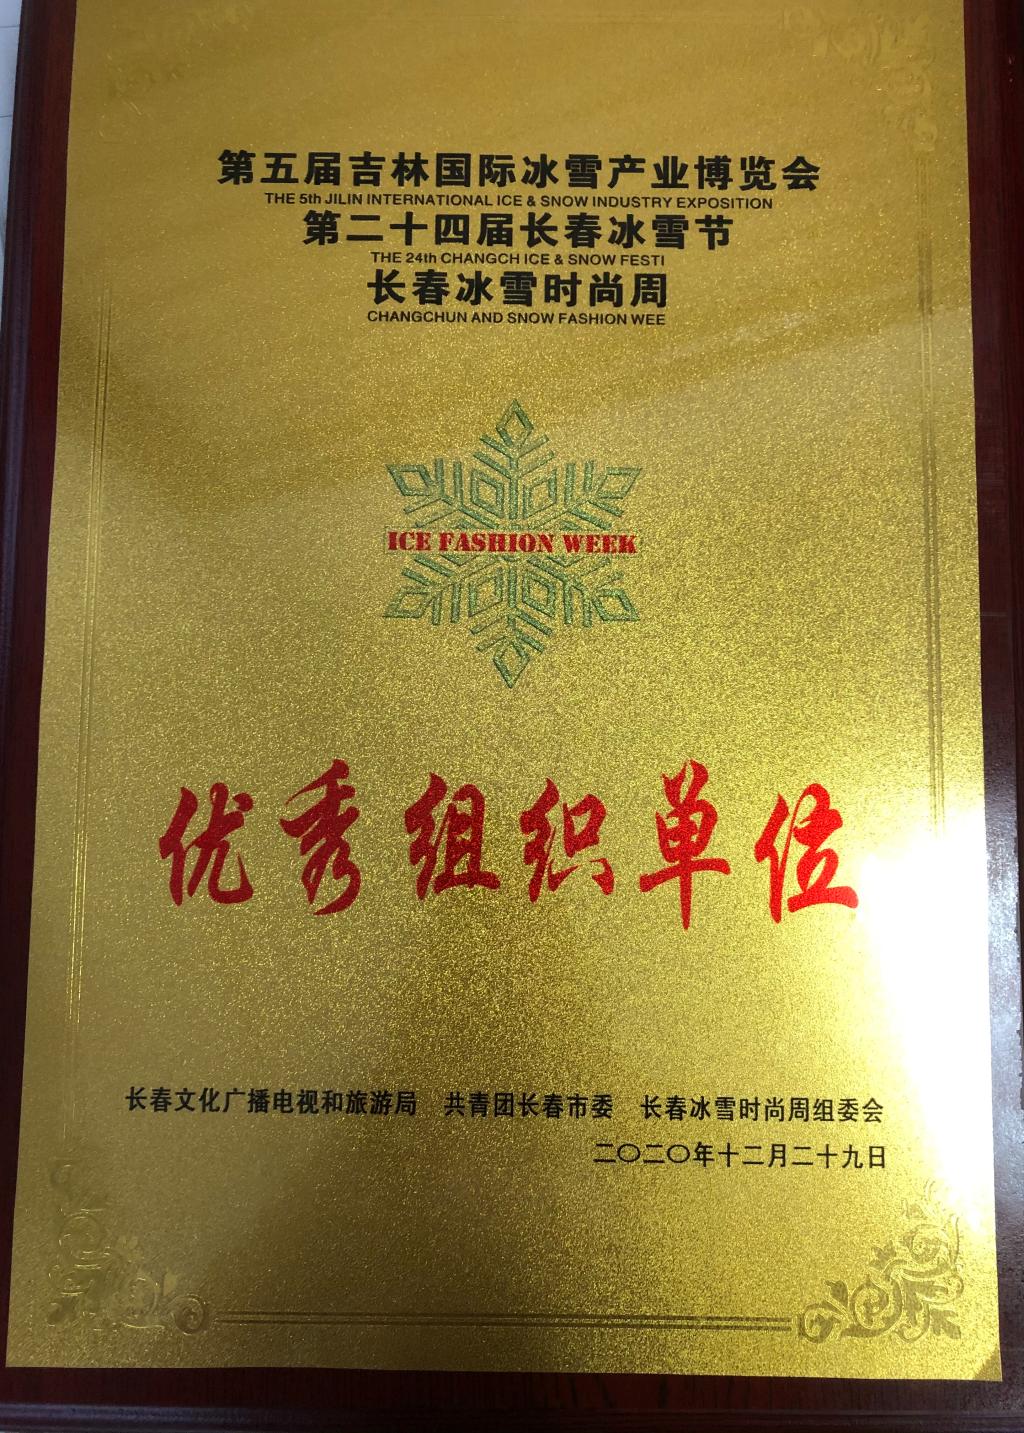 第五届吉林国际冰雪产业博览会
THE 5th JILIN INTERNATIONAL ICE & SNOW INDUSTRY EXPOSITION
第二十四届长春冰雪节
THE 24th CHANGCH ICE & SNOW FESTI
长春冰雪时尚周
CHANGCHUN AND SNOW FASHION WEE
ICE FASHION WEEK
优秀组织单位
长春文化广播电视和旅游局 共青团长春市委 长春冰雪时尚周组委会
二〇二〇年十二月二十九日